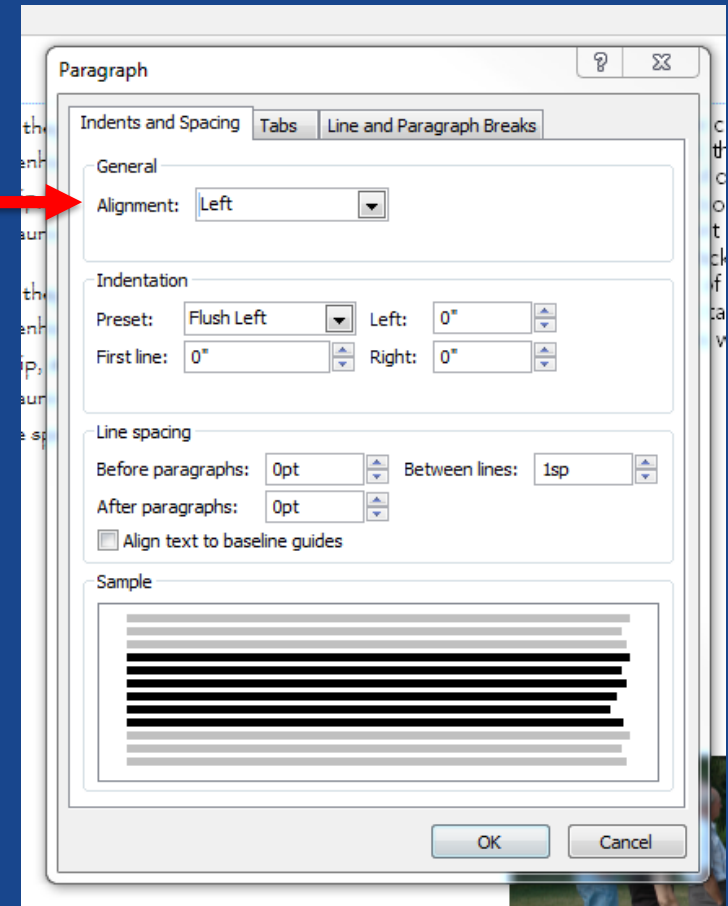 Paragraph
Indents and Spacing Tabs Line and Paragraph Breaks
General
Alignment: Left
Indentation
Preset: Flush Left Left: 0"
First line: 0" Right: 0"
Line spacing
Before paragraphs: 0pt Between lines: 1sp
After paragraphs: 0pt
Align text to baseline guides
Sample
OK Cancel